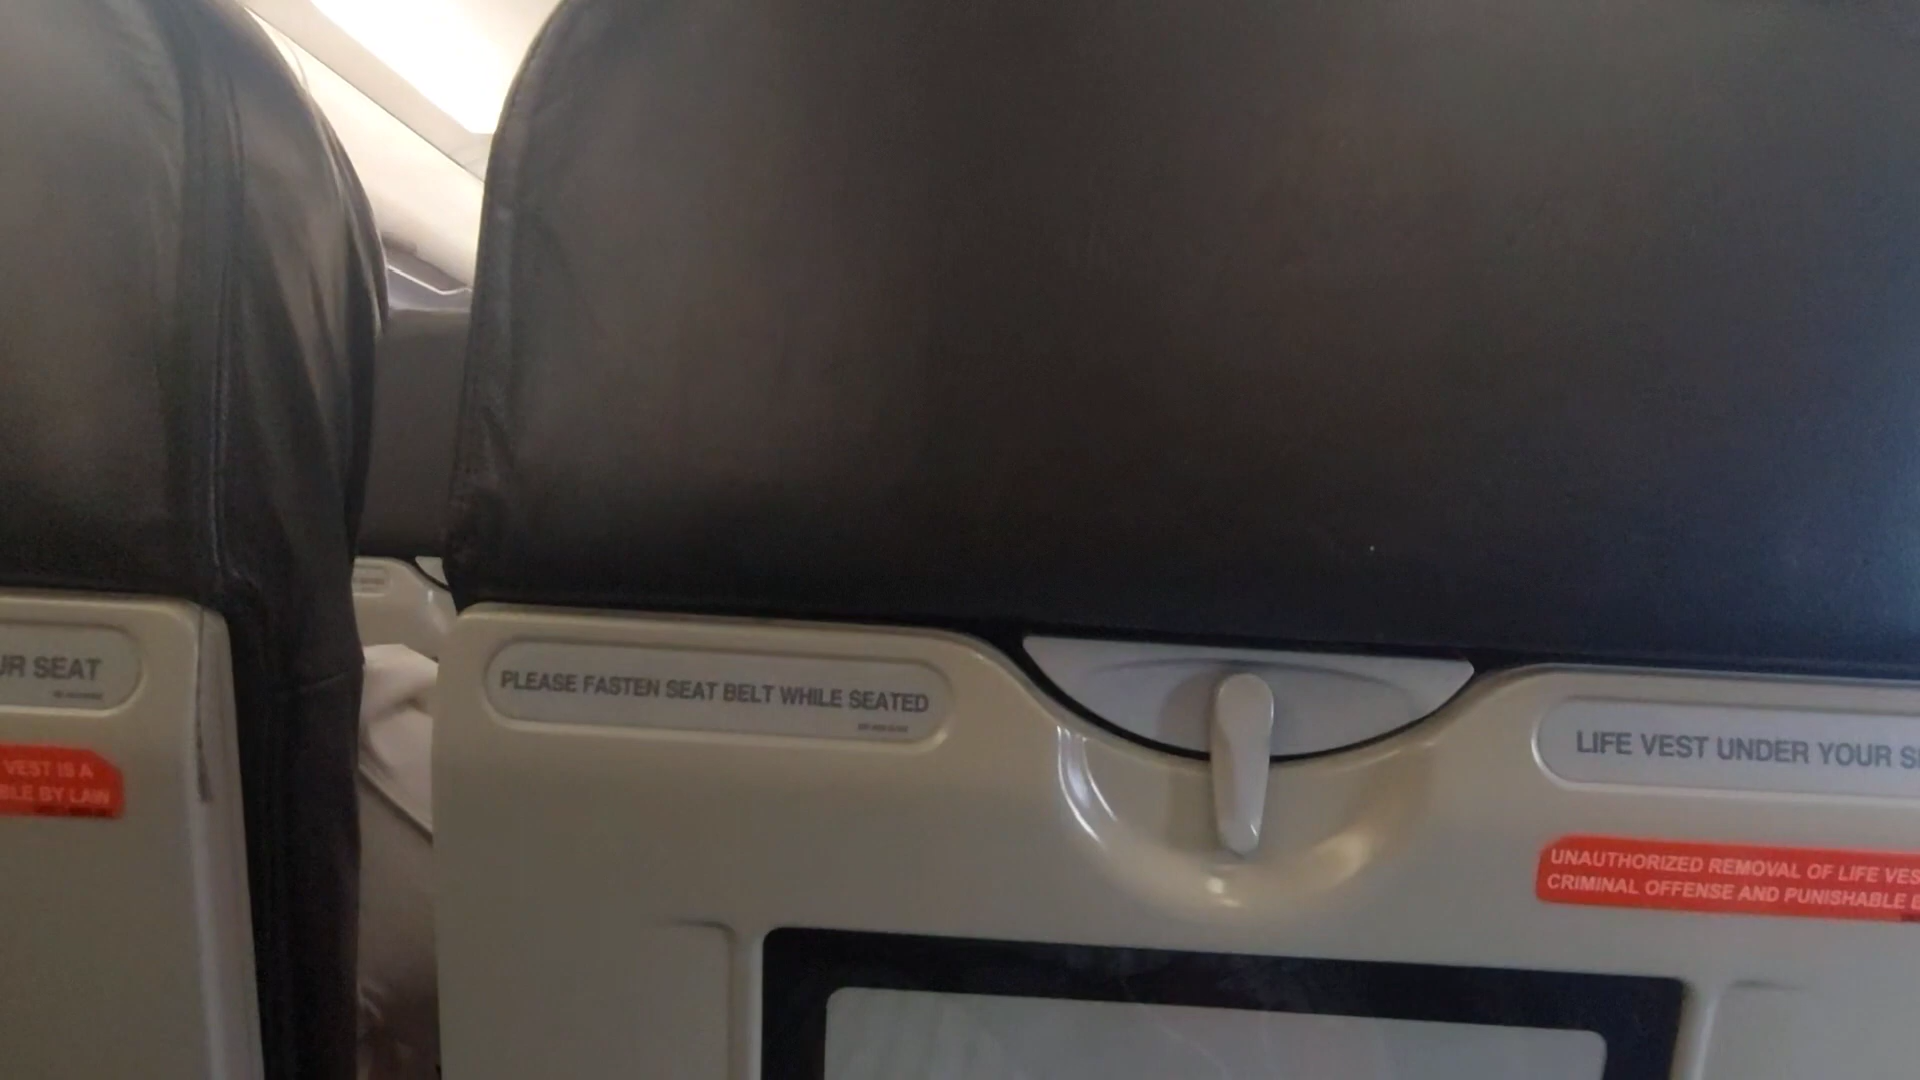 UR SEAT
VEST IS A
BLE BY LAW
PLEASE FASTEN SEAT BELT WHILE SEATED
LIFE VEST UNDER YOUR
UNAUTHORIZED REMOVAL OF LIFE VES
CRIMINAL OFFENSE AND PUNISHABLE